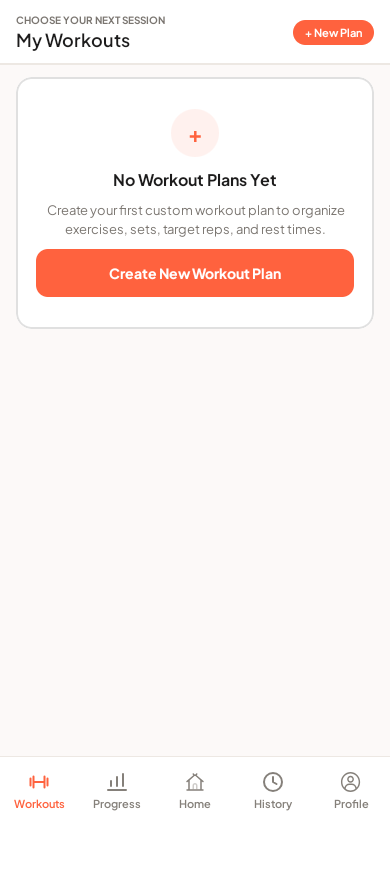 CHOOSE YOUR NEXT SESSION
My Workouts
+ New Plan
+
No Workout Plans Yet
Create your first custom workout plan to organize
exercises, sets, target reps, and rest times.
Create New Workout Plan
Workouts
Progress
Home
History
Profile